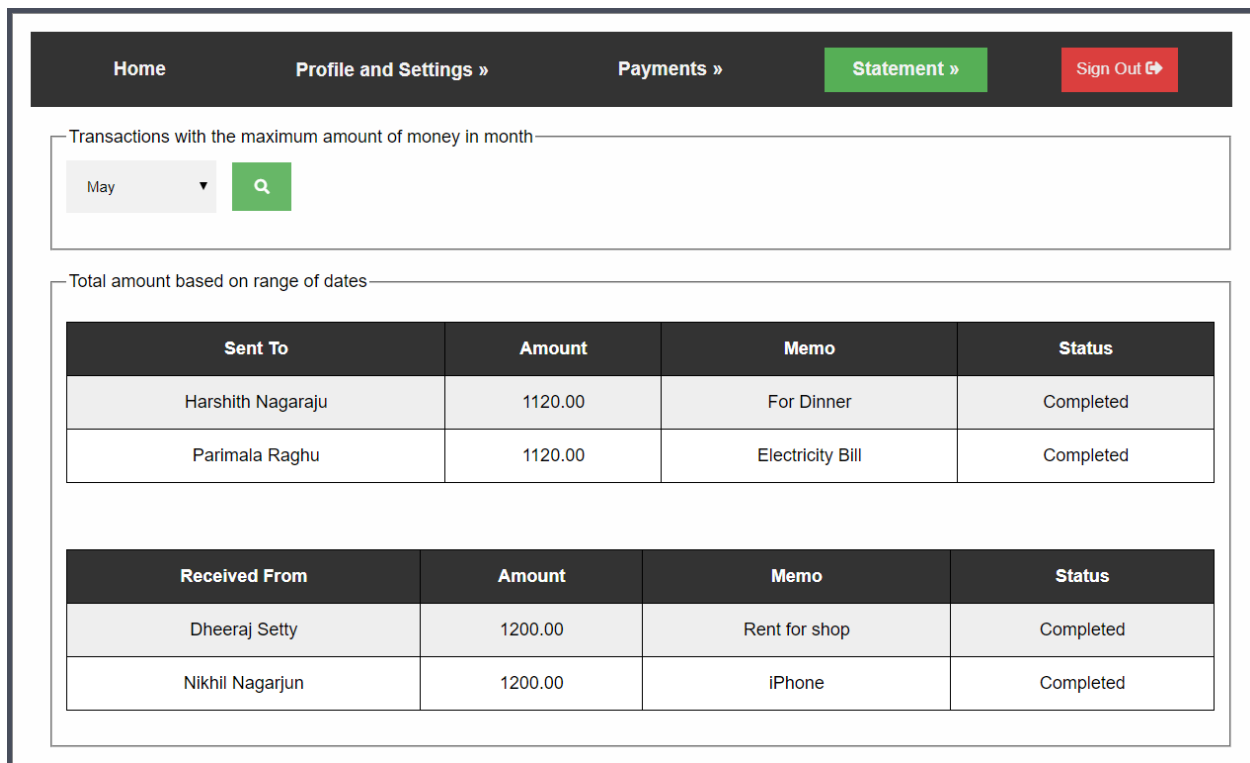 Home Profile and Settings » Payments » Statement » Sign Out
Transactions with the maximum amount of money in month
May
Total amount based on range of dates
Sent To Amount Memo Status
Harshith Nagaraju 1120.00 For Dinner Completed
Parimala Raghu 1120.00 Electricity Bill Completed
Received From Amount Memo Status
Dheeraj Setty 1200.00 Rent for shop Completed
Nikhil Nagarjun 1200.00 iPhone Completed